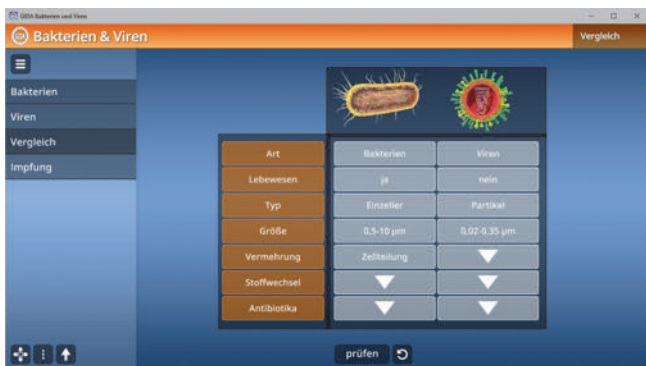 GIDA Bakterien und Viren
Bakterien & Viren
Vergleich
Bakterien
Viren
Vergleich
Impfung
Art Bakterien Viren
Lebewesen ja nein
Typ Einzeller Partikel
Größe 0,5-10 µm 0,02-0,35 µm
Vermehrung Zellteilung
Stoffwechsel
Antibiotika
prüfen